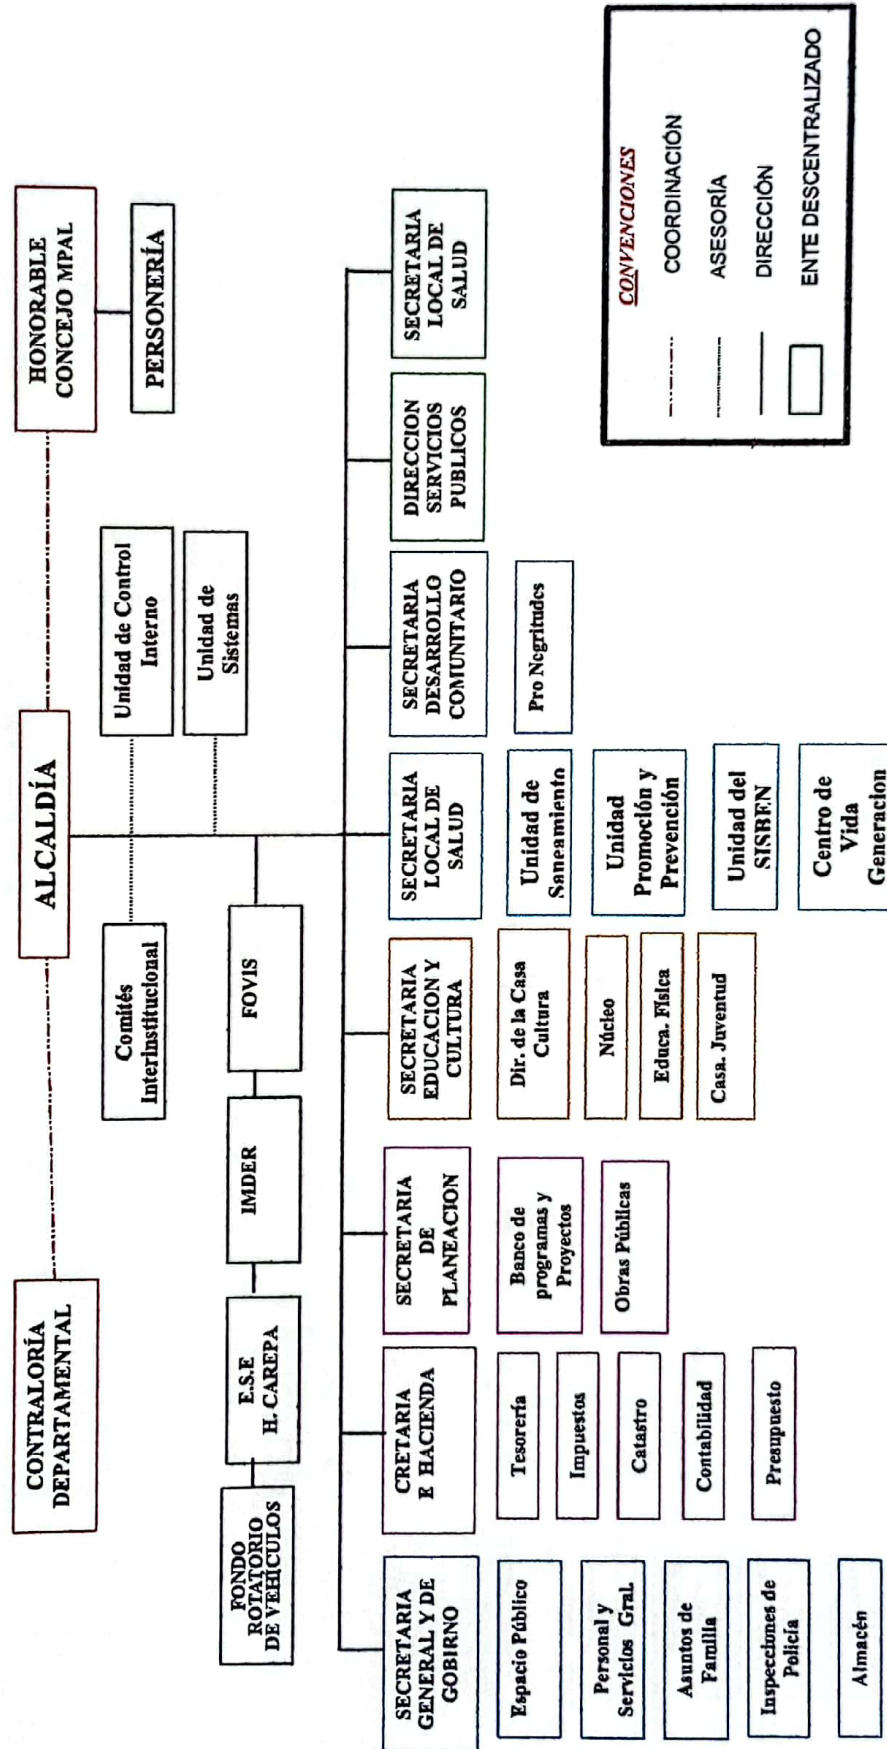 CONTRALORÍA
DEPARTAMENTAL
ALCALDÍA
HONORABLE
CONCEJO MPAL
PERSONERÍA
Comités
Interinstitucional
Unidad de Control
Interno
Unidad de
Sistemas
FONDO
ROTATORIO
DE VEHÍCULOS
E.S.E
H. CAREPA
IMDER
FOVIS
SECRETARIA
GENERAL Y DE
GOBIRNO
Espacio Público
Personal y
Servicios Gral.
Asuntos de
Familia
Inspecciones de
Policía
Almacén
CRETARIA
E HACIENDA
Tesorería
Impuestos
Catastro
Contabilidad
Presupuesto
SECRETARIA
DE
PLANEACION
Banco de
programas y
Proyectos
Obras Públicas
SECRETARIA
EDUCACION Y
CULTURA
Dir. de la Casa
Cultura
Núcleo
Educa. Física
Casa. Juventud
SECRETARIA
LOCAL DE
SALUD
Unidad de
Saneamiento
Unidad
Promoción y
Prevención
Unidad del
SISBEN
Centro de
Vida
Generacion
SECRETARIA
DESARROLLO
COMUNITARIO
Pro Negritudes
DIRECCION
SERVICIOS
PUBLICOS
SECRETARIA
LOCAL DE
SALUD
CONVENCIONES
COORDINACIÓN
ASESORÍA
DIRECCIÓN
ENTE DESCENTRALIZADO